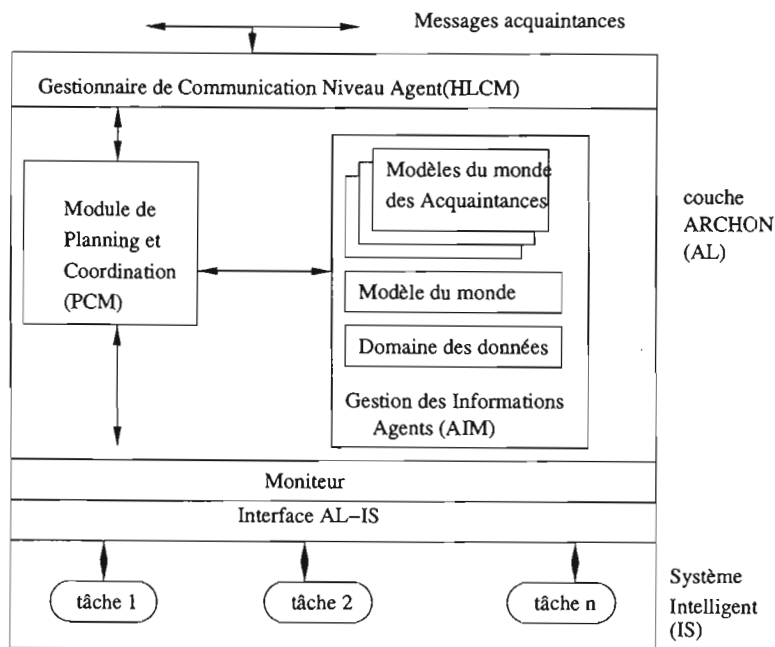 Messages acquaintances
Gestionnaire de Communication Niveau Agent(HLCM)
Module de
Planning et
Coordination
(PCM)
Modèles du monde
des Acquaintances
Modèle du monde
Domaine des données
Gestion des Informations
Agents (AIM)
couche
ARCHON
(AL)
Moniteur
Interface AL–IS
tâche 1
tâche 2
tâche n
Système
Intelligent
(IS)